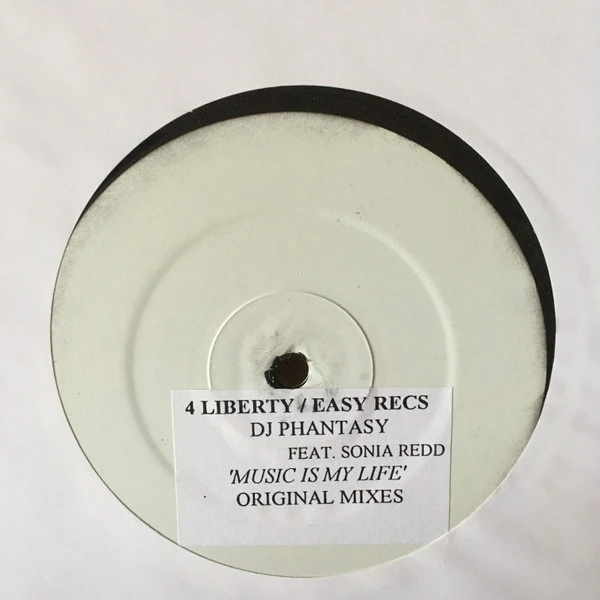 4 LIBERTY / EASY RECS
DJ PHANTASY
FEAT. SONIA REDD
'MUSIC IS MY LIFE'
ORIGINAL MIXES